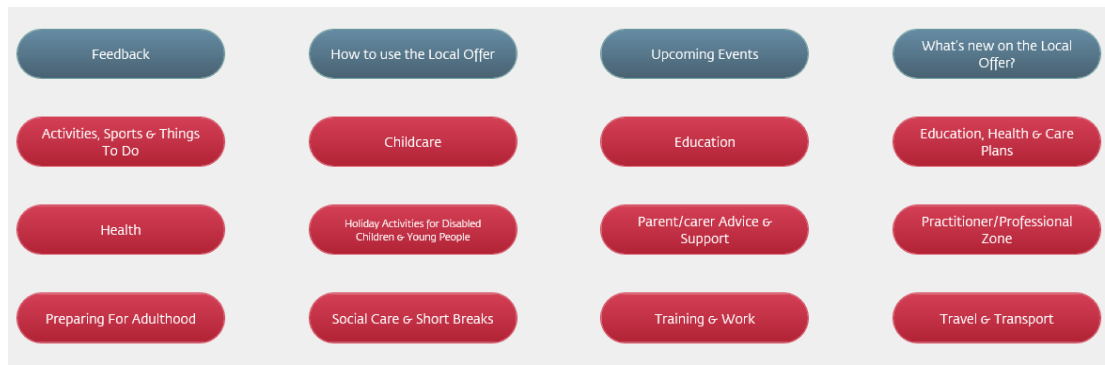 Feedback
How to use the Local Offer
Upcoming Events
What's new on the Local
Offer?
Activities, Sports & Things
To Do
Childcare
Education
Education, Health & Care
Plans
Health
Holiday Activities for Disabled
Children & Young People
Parent/carer Advice &
Support
Practitioner/Professional
Zone
Preparing For Adulthood
Social Care & Short Breaks
Training & Work
Travel & Transport